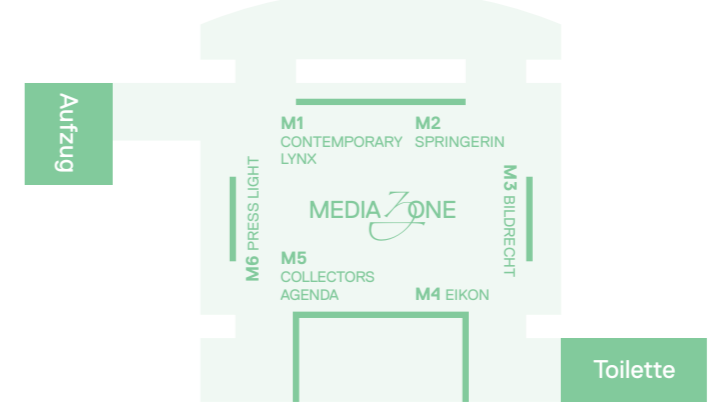 Aufzug
M1
CONTEMPORARY
LYNX
M2
SPRINGERIN
M6 PRESS LIGHT
MEDIA ZONE
M3 BILDRECHT
M5
COLLECTORS
AGENDA
M4 EIKON
Toilette